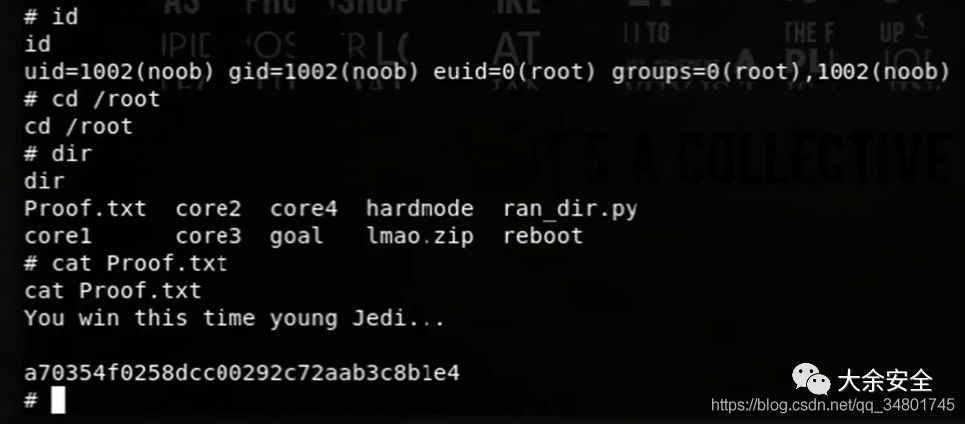 # id
id
uid=1002(noob) gid=1002(noob) euid=0(root) groups=0(root),1002(noob)
# cd /root
cd /root
# dir
dir
Proof.txt core2 core4 hardmode ran_dir.py
core1 core3 goal lmao.zip reboot
# cat Proof.txt
cat Proof.txt
You win this time young Jedi...
a70354f0258dcc00292c72aab3c8b1e4
#
IT'S A COLLECTIVE
大余安全
https://blog.csdn.net/qq_34801745